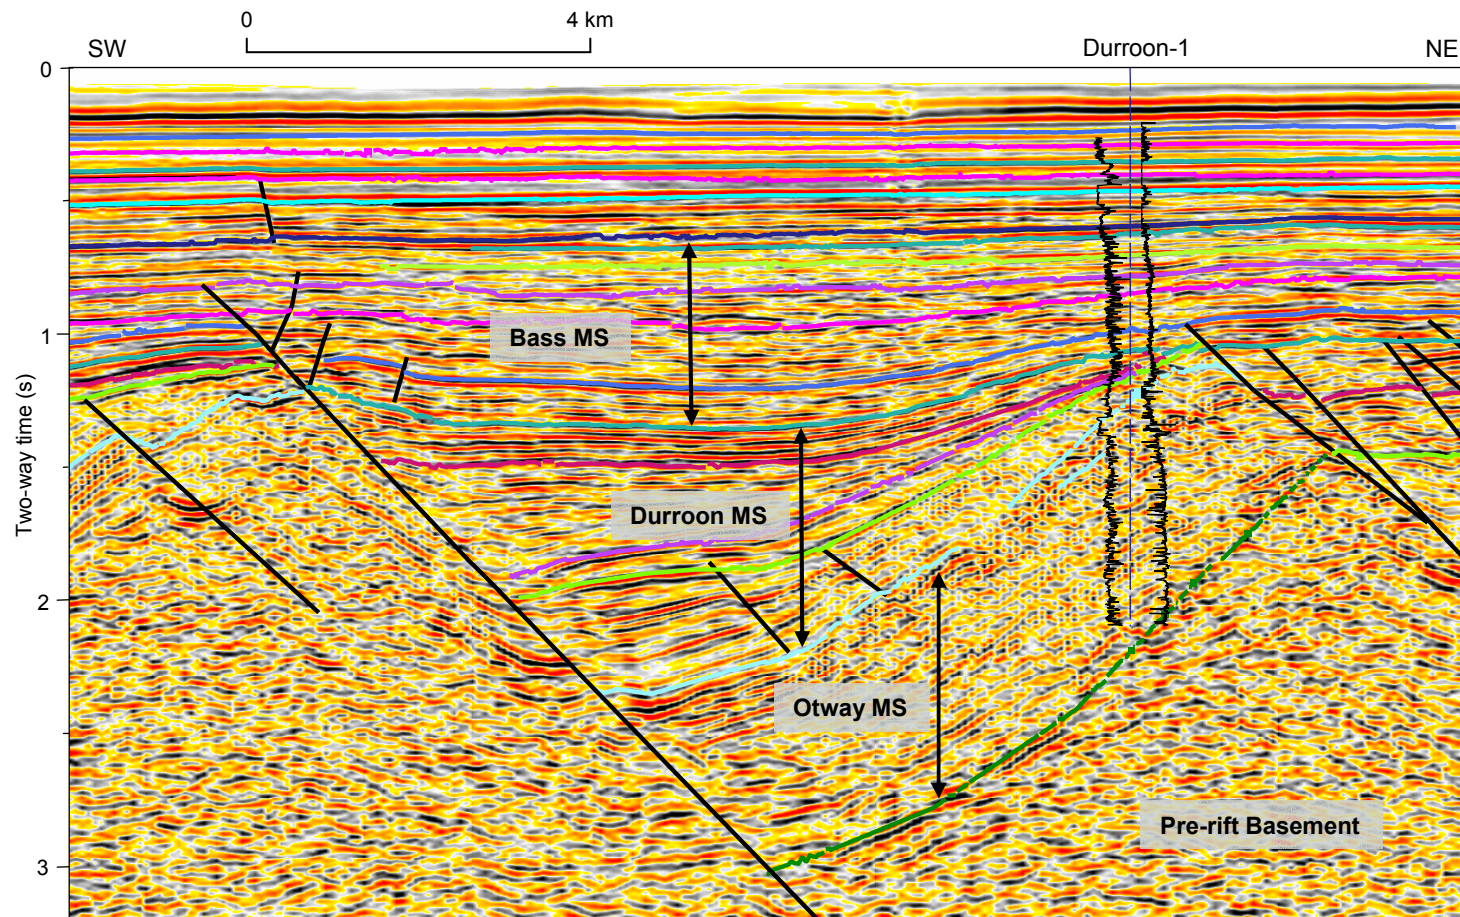 0
4 km
SW
Durroon-1
NE
0
Bass MS
1
Two-way time (s)
Durroon MS
2
Otway MS
Pre-rift Basement
3